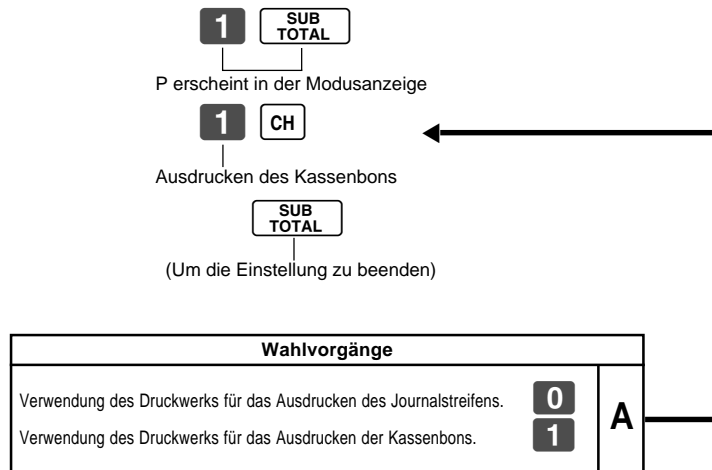 1 SUB TOTAL
P erscheint in der Modusanzeige
1 CH
Ausdrucken des Kassenbons
SUB TOTAL
(Um die Einstellung zu beenden)
Wahlvorgänge
Verwendung des Druckwerks für das Ausdrucken des Journalstreifens. 0
Verwendung des Druckwerks für das Ausdrucken der Kassenbons. 1
A